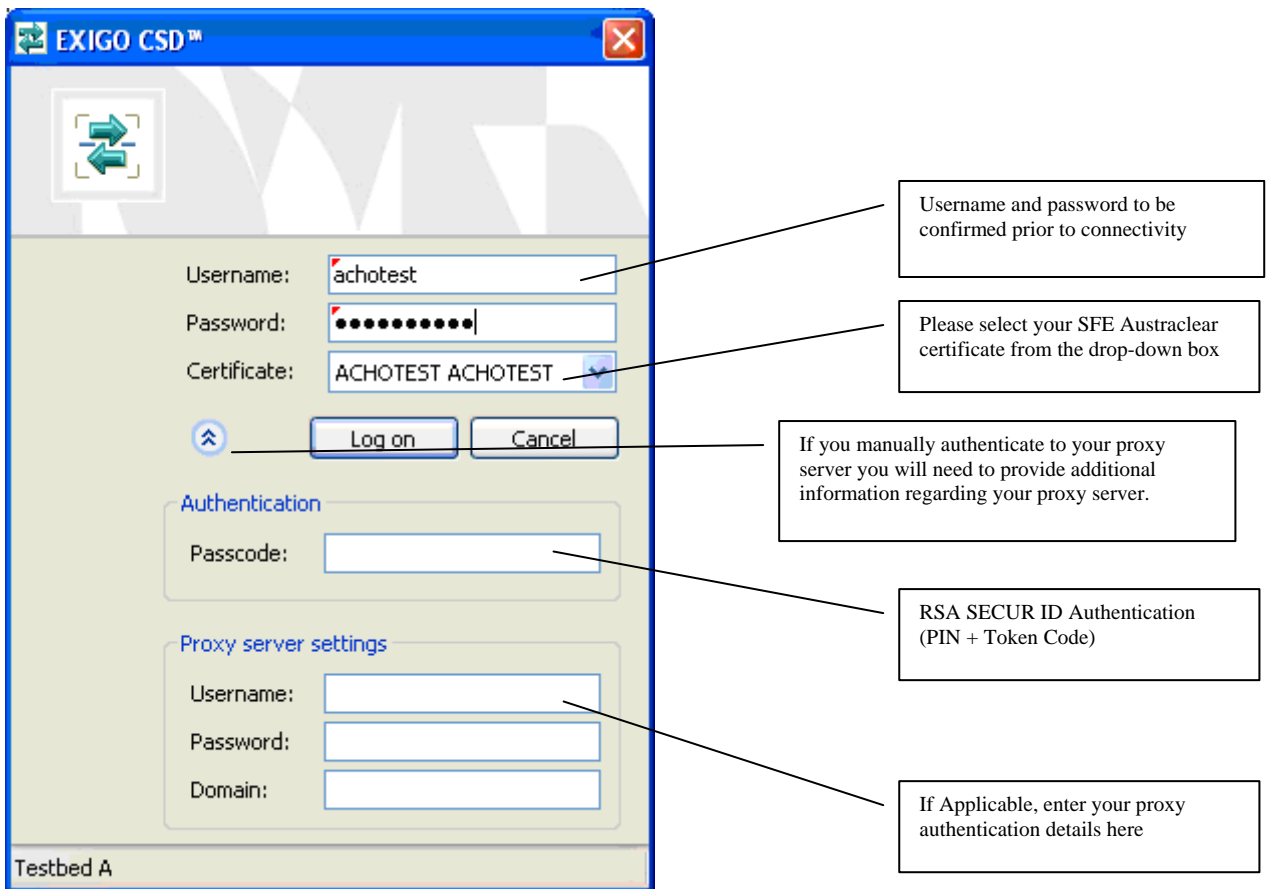 EXIGO CSD™
Username: achotest
Password: ●●●●●●●●●●
Certificate: ACHOTEST ACHOTEST
Log on Cancel
Authentication
Passcode:
Proxy server settings
Username:
Password:
Domain:
Testbed A
Username and password to be
confirmed prior to connectivity
Please select your SFE Austraclear
certificate from the drop-down box
If you manually authenticate to your proxy
server you will need to provide additional
information regarding your proxy server.
RSA SECUR ID Authentication
(PIN + Token Code)
If Applicable, enter your proxy
authentication details here